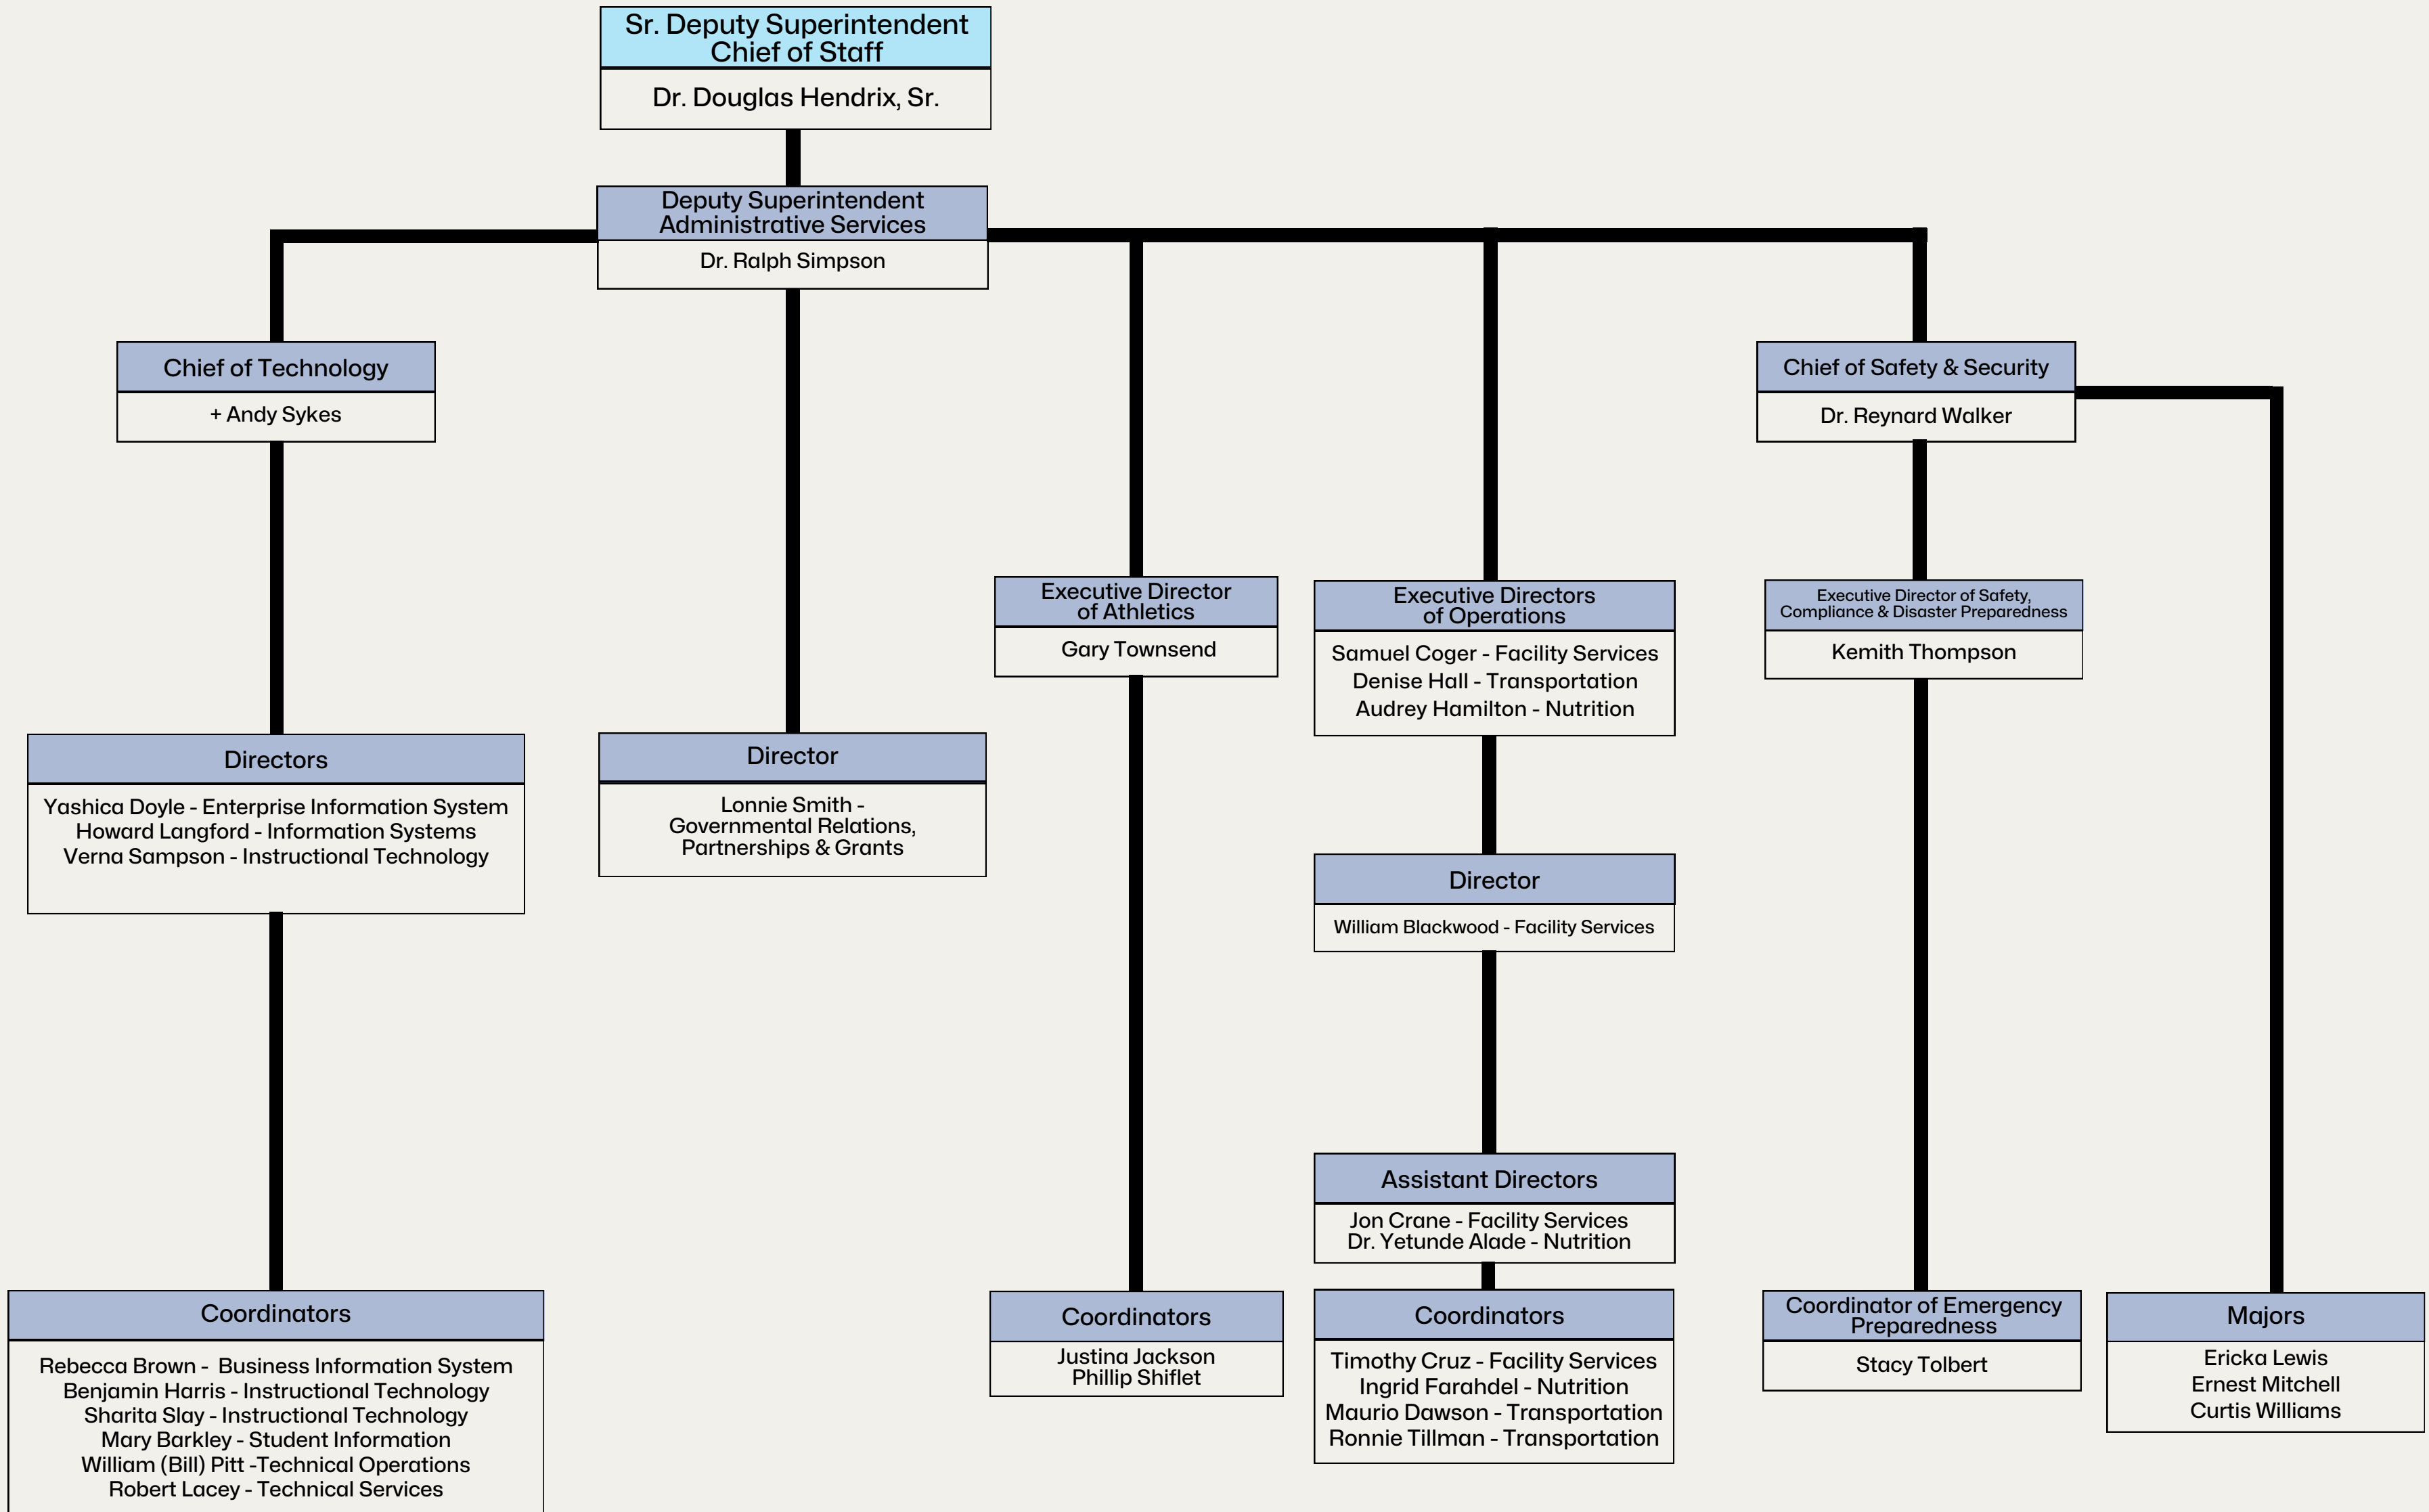 Sr. Deputy Superintendent
Chief of Staff
Dr. Douglas Hendrix, Sr.
Deputy Superintendent
Administrative Services
Dr. Ralph Simpson
Chief of Technology
+ Andy Sykes
Chief of Safety & Security
Dr. Reynard Walker
Executive Director
of Athletics
Gary Townsend
Executive Directors
of Operations
Samuel Coger - Facility Services
Denise Hall - Transportation
Audrey Hamilton - Nutrition
Executive Director of Safety,
Compliance & Disaster Preparedness
Kemith Thompson
Directors
Yashica Doyle - Enterprise Information System
Howard Langford - Information Systems
Verna Sampson - Instructional Technology
Director
Lonnie Smith -
Governmental Relations,
Partnerships & Grants
Director
William Blackwood - Facility Services
Assistant Directors
Jon Crane - Facility Services
Dr. Yetunde Alade - Nutrition
Coordinators
Rebecca Brown -  Business Information System
Benjamin Harris - Instructional Technology
Sharita Slay - Instructional Technology
Mary Barkley - Student Information
William (Bill) Pitt -Technical Operations
Robert Lacey - Technical Services
Coordinators
Justina Jackson
Phillip Shiflet
Coordinators
Timothy Cruz - Facility Services
Ingrid Farahdel - Nutrition
Maurio Dawson - Transportation
Ronnie Tillman - Transportation
Coordinator of Emergency
Preparedness
Stacy Tolbert
Majors
Ericka Lewis
Ernest Mitchell
Curtis Williams